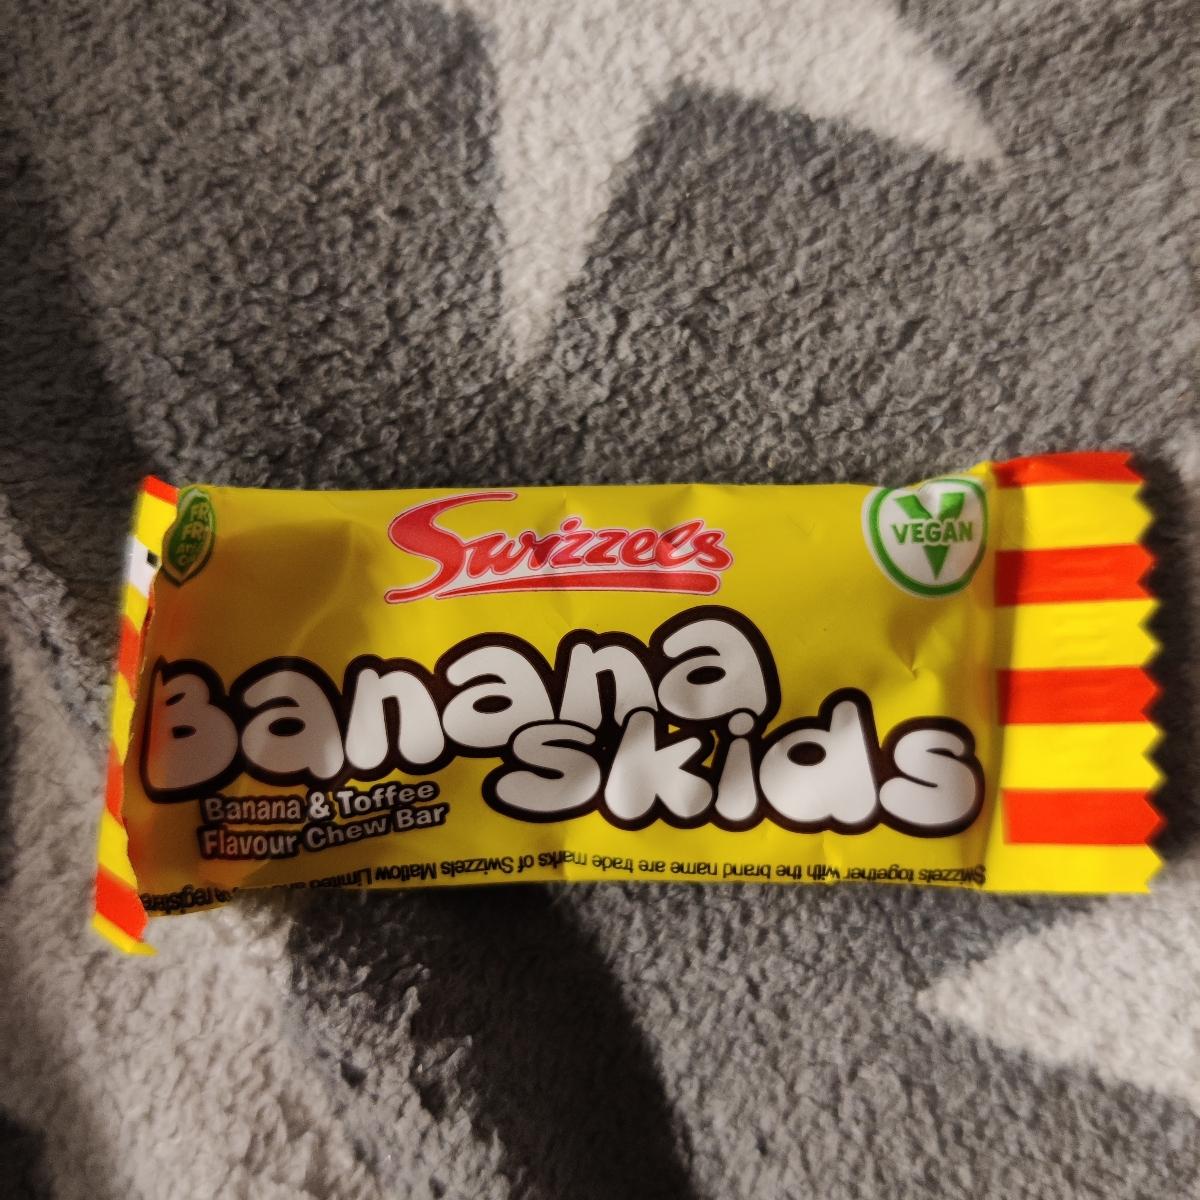 Swizzels
VEGAN
Banana
Skids
Banana & Toffee
Flavour Chew Bar
Swizzels together with the brand name are trade marks of Swizzels Matlow Limited